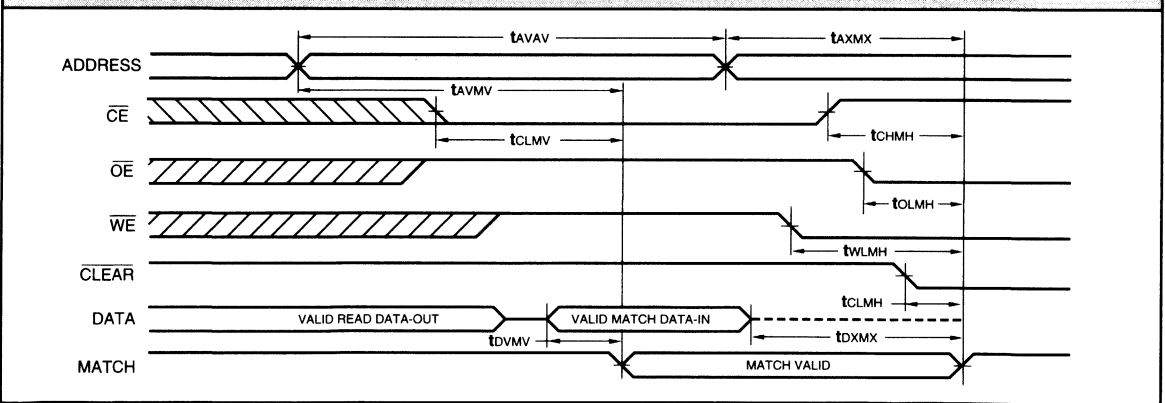 tAVAV
tAXMX
ADDRESS
tAVMV
CE
tCLMV
tCHMH
OE
tOLMH
WE
tWLMH
CLEAR
tCLMH
DATA
VALID READ DATA-OUT
VALID MATCH DATA-IN
tDVMV
tDXMX
MATCH
MATCH VALID